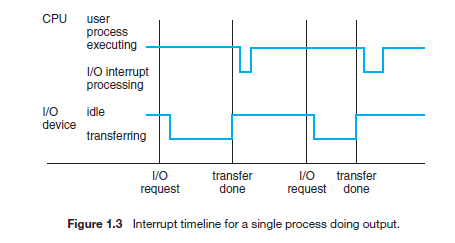 CPU
user
process
executing
I/O interrupt
processing
I/O
device
idle
transferring
I/O
request
transfer
done
I/O
request
transfer
done
Figure 1.3 Interrupt timeline for a single process doing output.